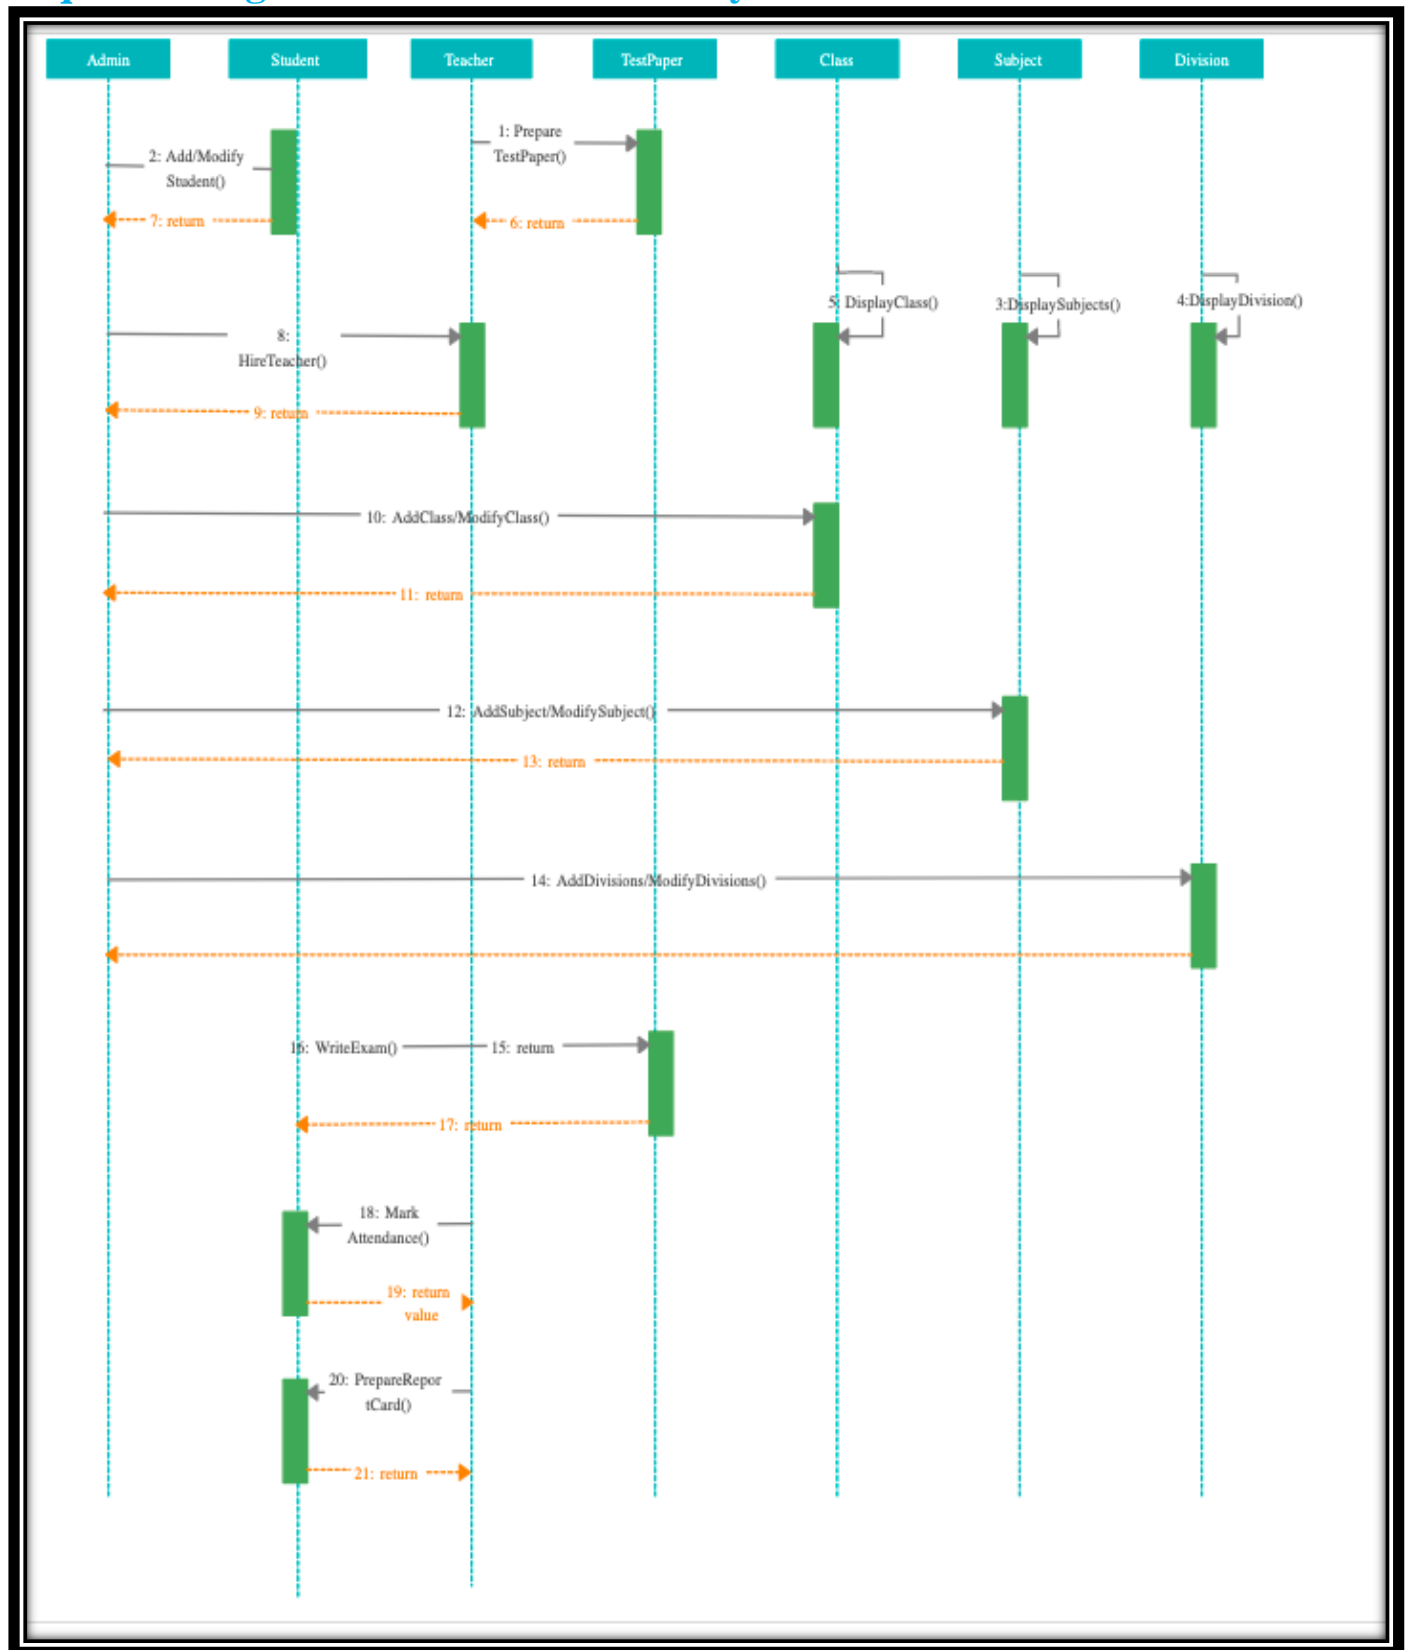 Admin
Student
Teacher
TestPaper
Class
Subject
Division
1: Prepare
TestPaper()
2: Add/Modify
Student()
7: return
6: return
5: DisplayClass()
3:DisplaySubjects()
4:DisplayDivision()
8:
HireTeacher()
9: return
10: AddClass/ModifyClass()
11: return
12: AddSubject/ModifySubject()
13: return
14: AddDivisions/ModifyDivisions()
16: WriteExam()
15: return
17: return
18: Mark
Attendance()
19: return
value
20: PrepareRepor
tCard()
21: return